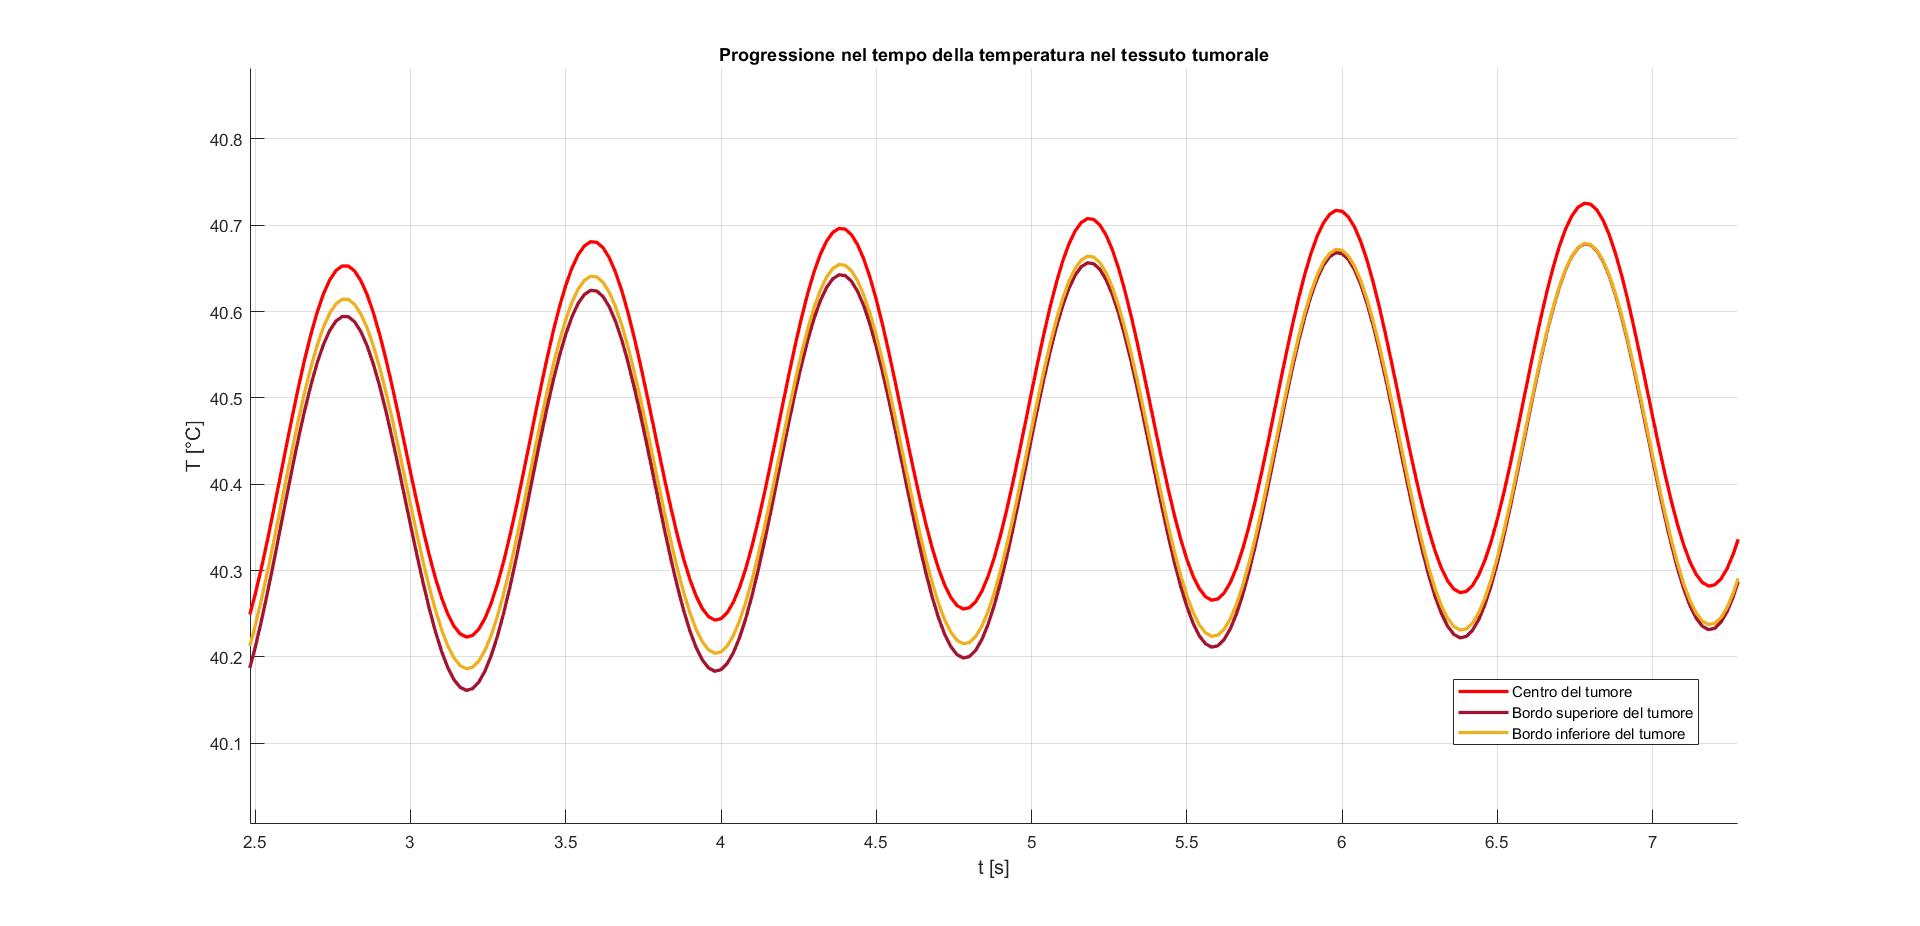 Progressione nel tempo della temperatura nel tessuto tumorale
T [°C]
40.8
40.7
40.6
40.5
40.4
40.3
40.2
40.1
2.5 3 3.5 4 4.5 5 5.5 6 6.5 7
t [s]
Centro del tumore
Bordo superiore del tumore
Bordo inferiore del tumore